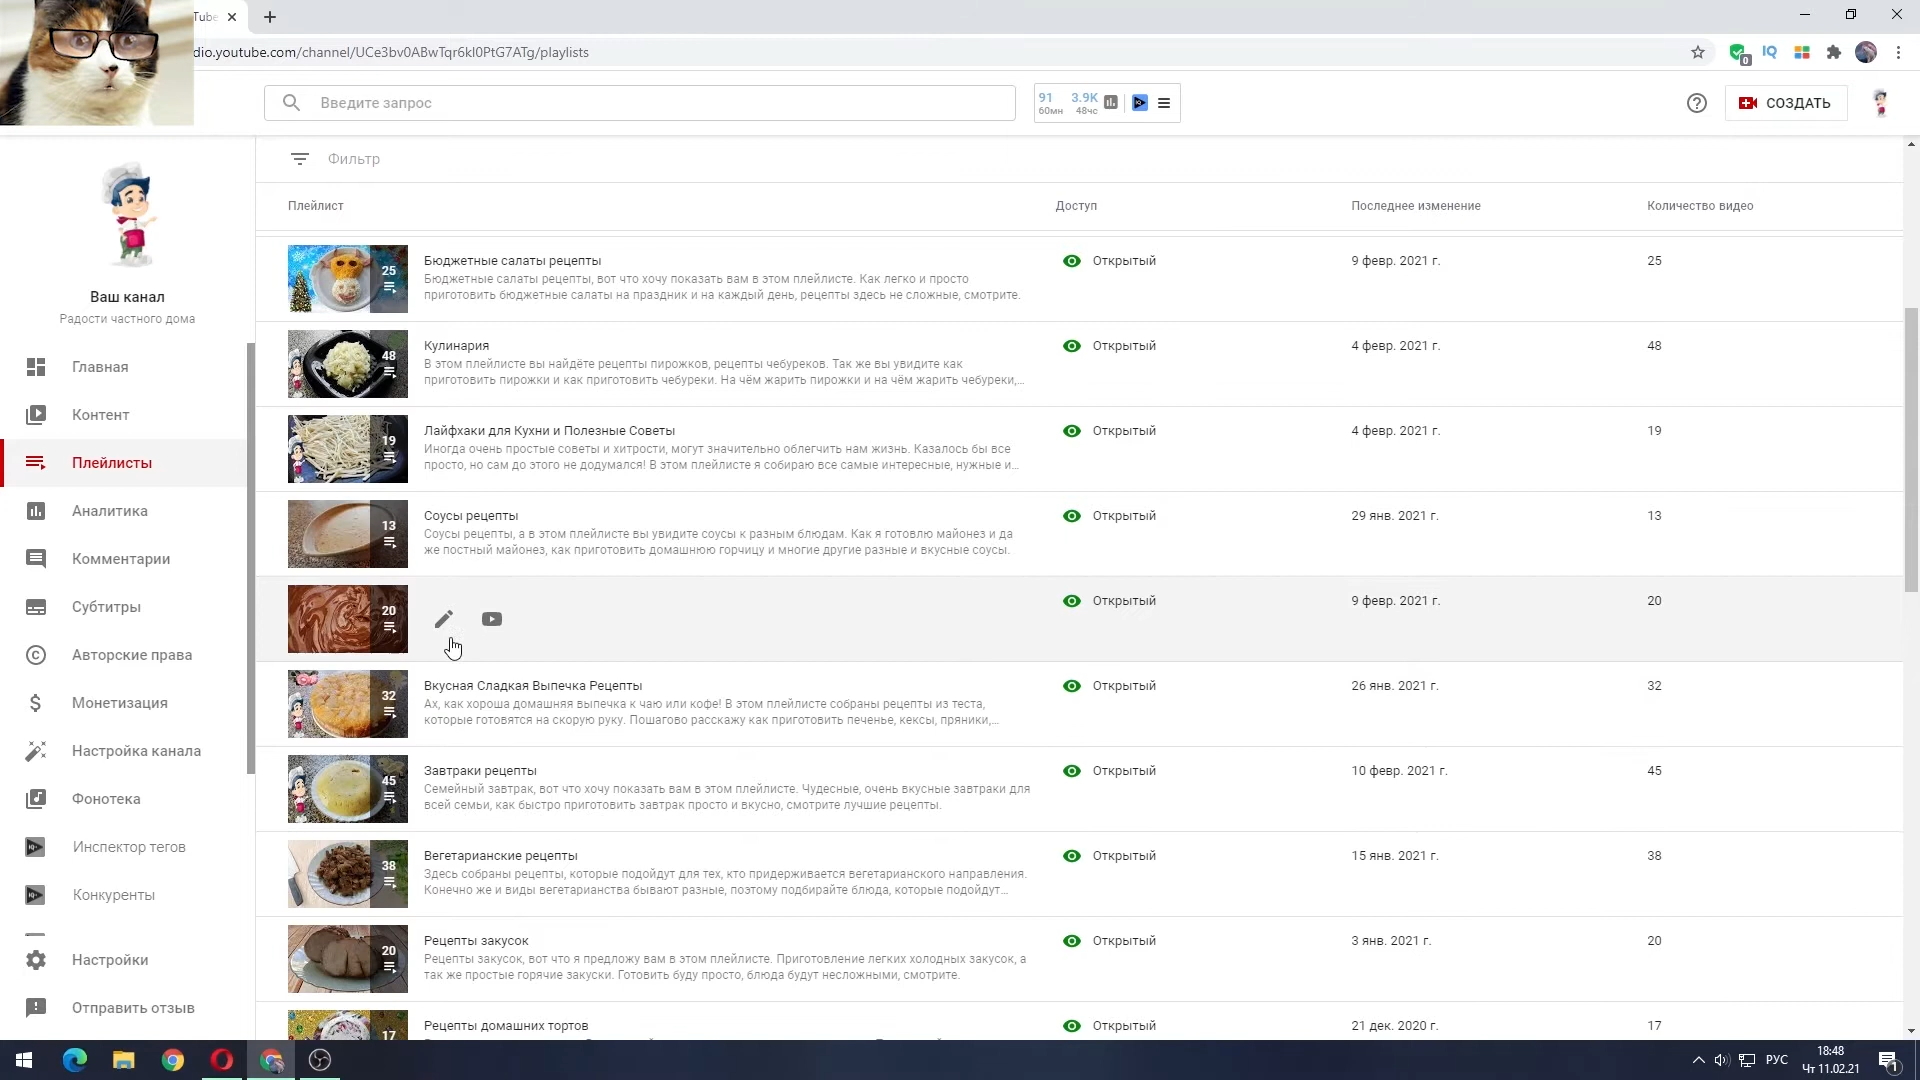 Tube
dio.youtube.com/channel/UCe3bv0ABwTqr6kl0PtG7ATg/playlists
0
IQ
Введите запрос
91 3.9K
60мн 48чс
СОЗДАТЬ
Ваш канал
Радости частного дома
Главная
Контент
Плейлисты
Аналитика
Комментарии
Субтитры
Авторские права
Монетизация
Настройка канала
Фонотека
Инспектор тегов
Конкуренты
Настройки
Отправить отзыв
Фильтр
Плейлист Доступ Последнее изменение Количество видео
25
Бюджетные салаты рецепты Открытый 9 февр. 2021 г. 25
Бюджетные салаты рецепты, вот что хочу показать вам в этом плейлисте. Как легко и просто
приготовить бюджетные салаты на праздник и на каждый день, рецепты здесь не сложные, смотрите.
48
Кулинария Открытый 4 февр. 2021 г. 48
В этом плейлисте вы найдёте рецепты пирожков, рецепты чебуреков. Так же вы увидите как
приготовить пирожки и как приготовить чебуреки. На чём жарить пирожки и на чём жарить чебуреки,...
19
Лайфхаки для Кухни и Полезные Советы Открытый 4 февр. 2021 г. 19
Иногда очень простые советы и хитрости, могут значительно облегчить нам жизнь. Казалось бы все
просто, но сам до этого не додумался! В этом плейлисте я собираю все самые интересные, нужные и...
13
Соусы рецепты Открытый 29 янв. 2021 г. 13
Соусы рецепты, а в этом плейлисте вы увидите соусы к разным блюдам. Как я готовлю майонез и да
же постный майонез, как приготовить домашнюю горчицу и многие другие разные и вкусные соусы.
20
Открытый 9 февр. 2021 г. 20
32
Вкусная Сладкая Выпечка Рецепты Открытый 26 янв. 2021 г. 32
Ах, как хороша домашняя выпечка к чаю или кофе! В этом плейлисте собраны рецепты из теста,
которые готовятся на скорую руку. Пошагово расскажу как приготовить печенье, кексы, пряники,...
45
Завтраки рецепты Открытый 10 февр. 2021 г. 45
Семейный завтрак, вот что хочу показать вам в этом плейлисте. Чудесные, очень вкусные завтраки для
всей семьи, как быстро приготовить завтрак просто и вкусно, смотрите лучшие рецепты.
38
Вегетарианские рецепты Открытый 15 янв. 2021 г. 38
Здесь собраны рецепты, которые подойдут для тех, кто придерживается вегетарианского направления.
Конечно же и виды вегетарианства бывают разные, поэтому подбирайте блюда, которые подойдут...
20
Рецепты закусок Открытый 3 янв. 2021 г. 20
Рецепты закусок, вот что я предложу вам в этом плейлисте. Приготовление легких холодных закусок, а
так же простые горячие закуски. Готовить буду просто, блюда будут несложными, смотрите.
17
Рецепты домашних тортов Открытый 21 дек. 2020 г. 17
РУС
18:48
Чт 11.02.21
1